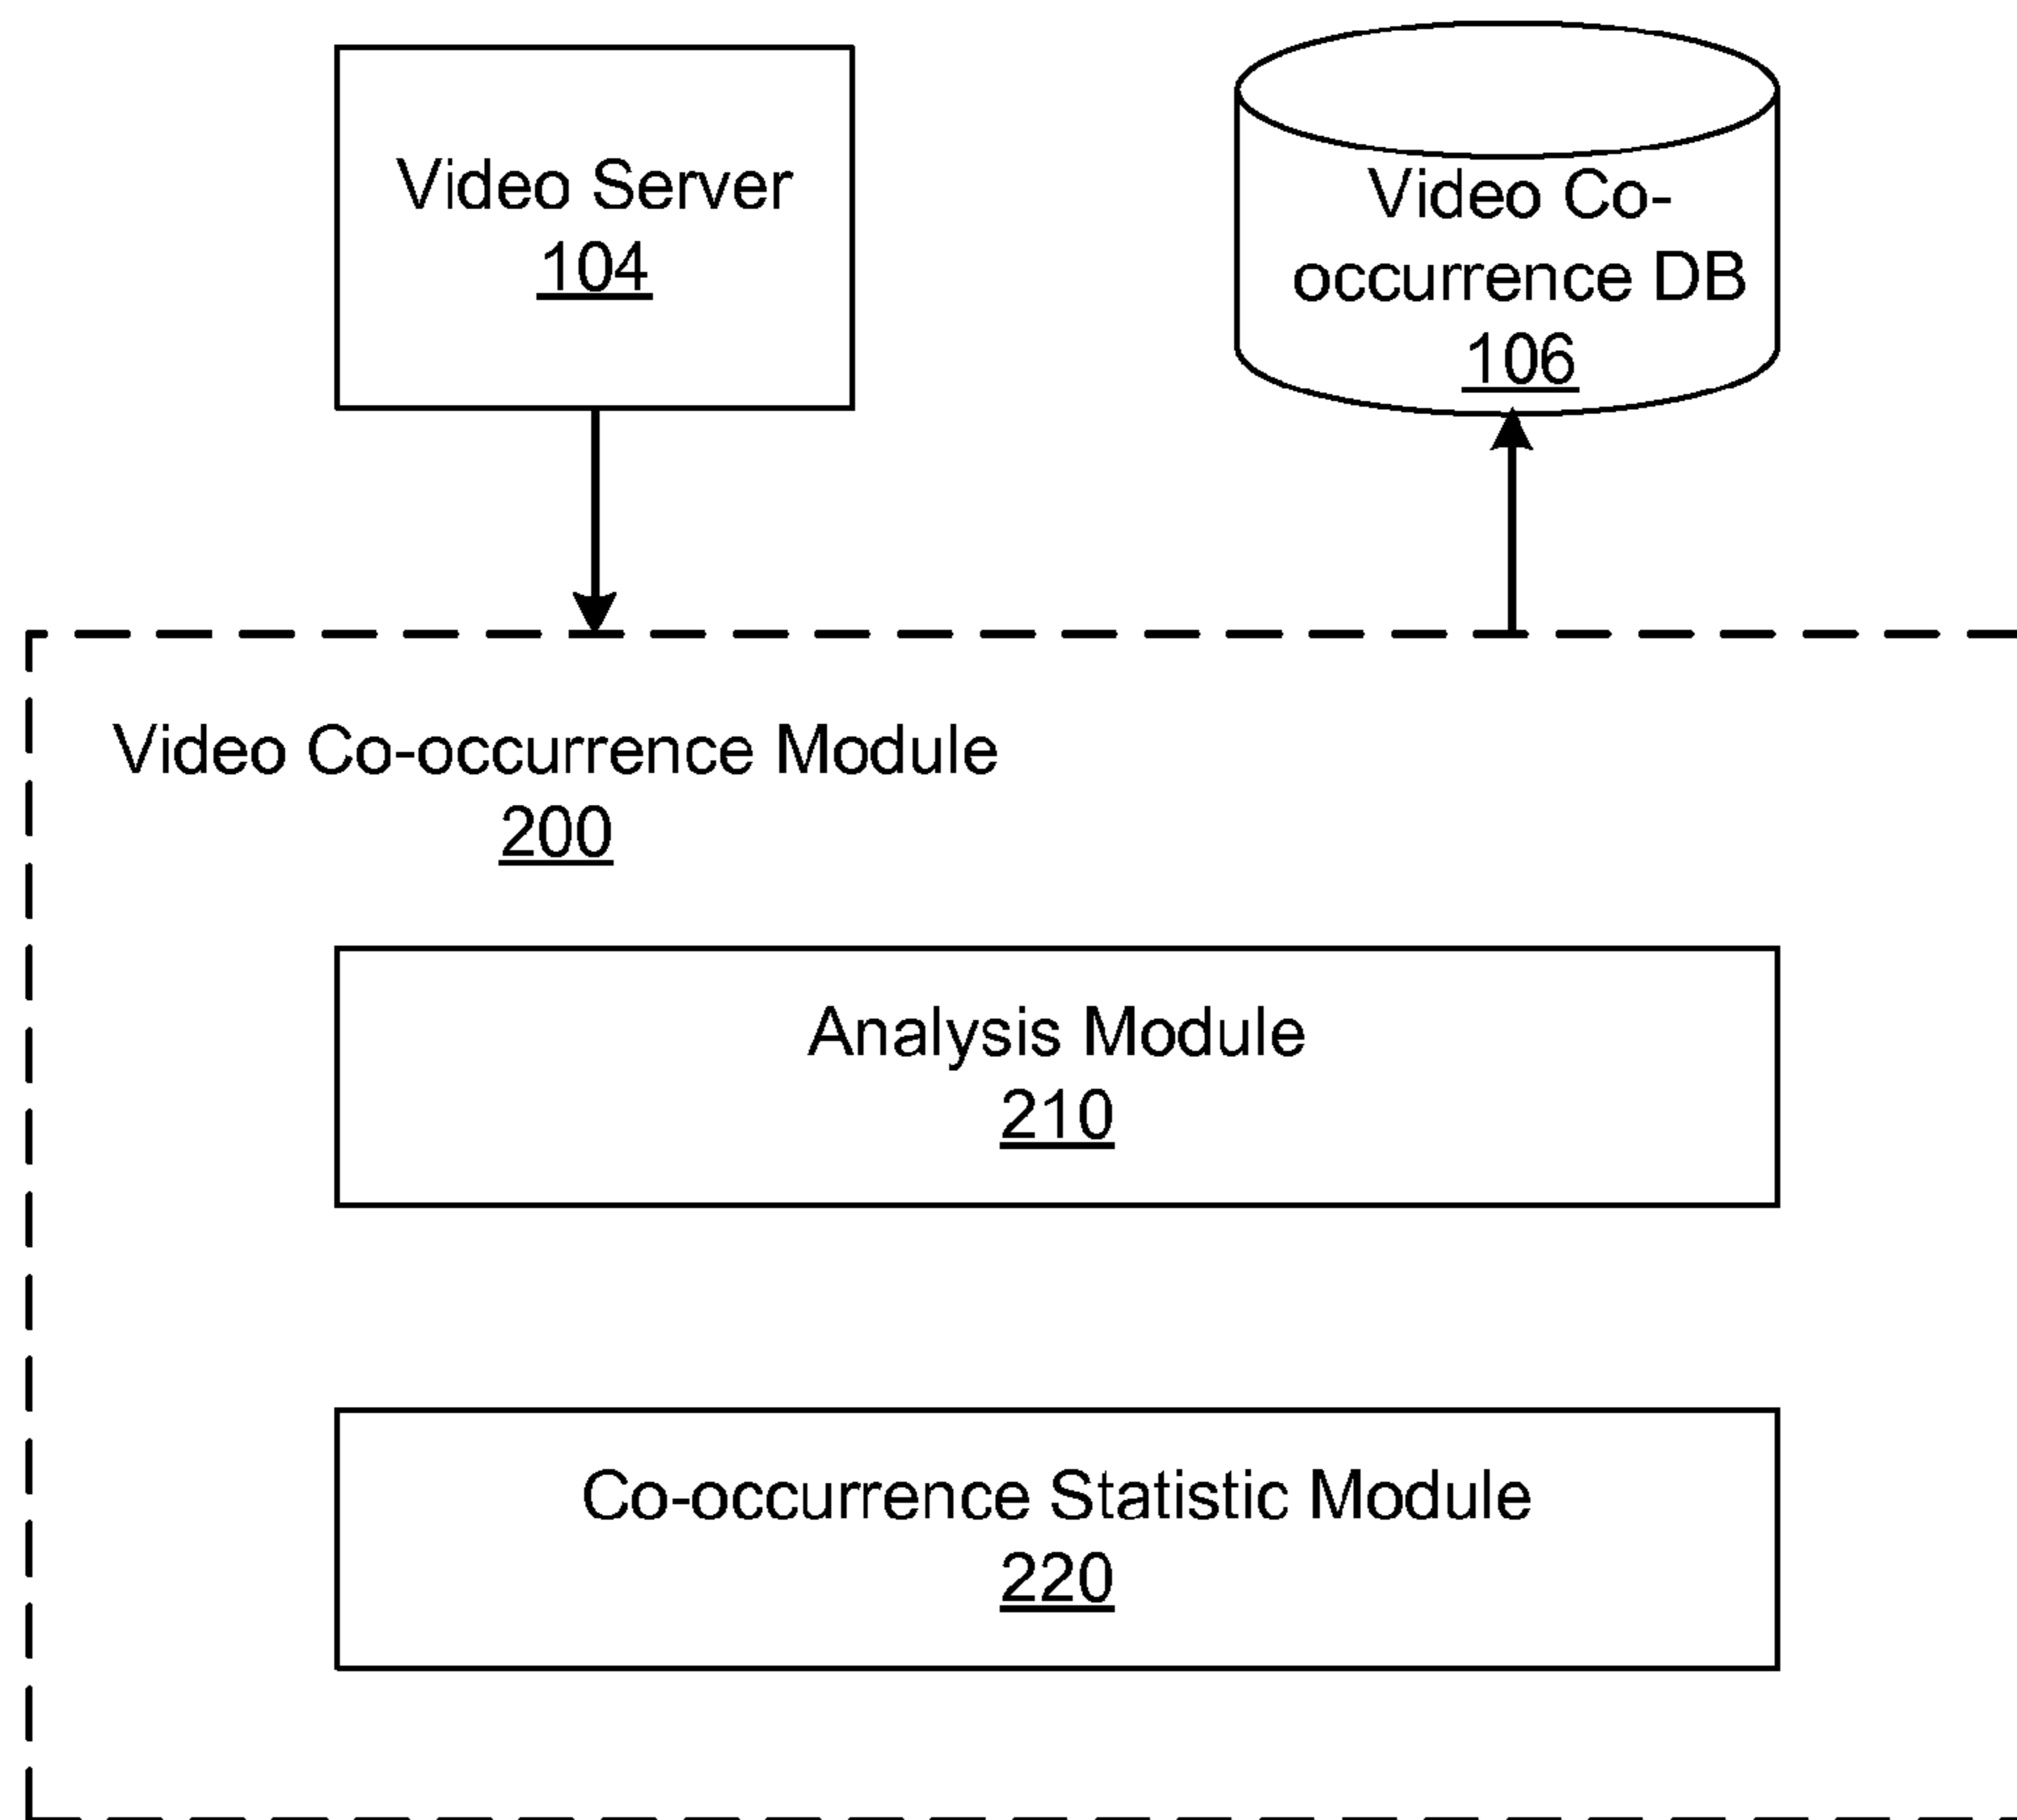 Video Server
104
Video Co-
occurrence DB
106
Video Co-occurrence Module
200
Analysis Module
210
Co-occurrence Statistic Module
220